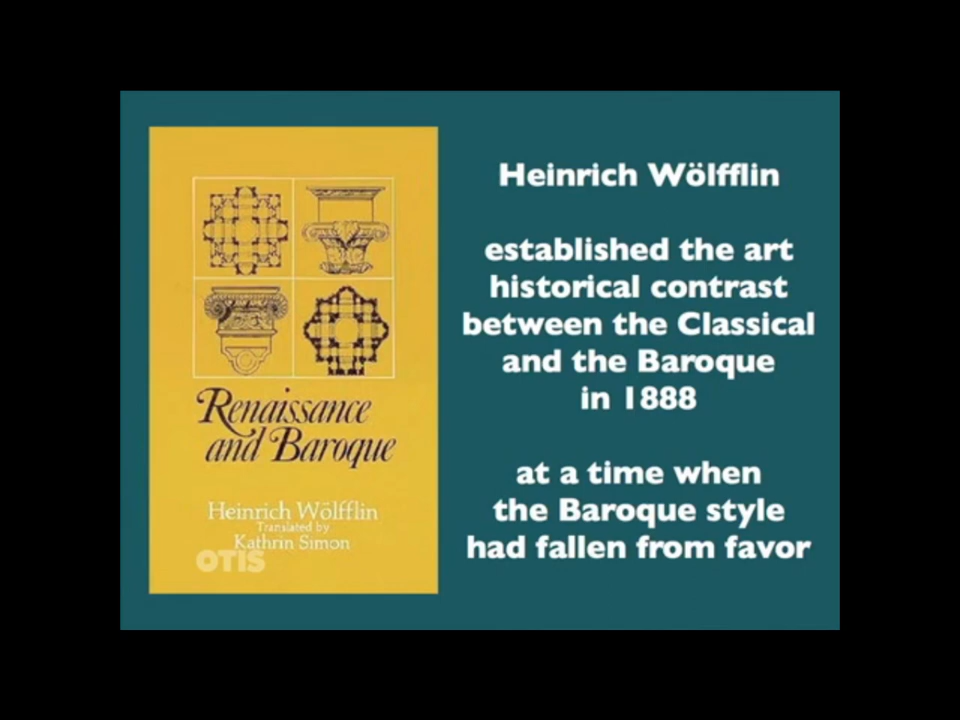 Renaissance
and Baroque
Heinrich Wölfflin
Translated by
Kathrin Simon
OTIS
Heinrich Wölfflin
established the art
historical contrast
between the Classical
and the Baroque
in 1888
at a time when
the Baroque style
had fallen from favor